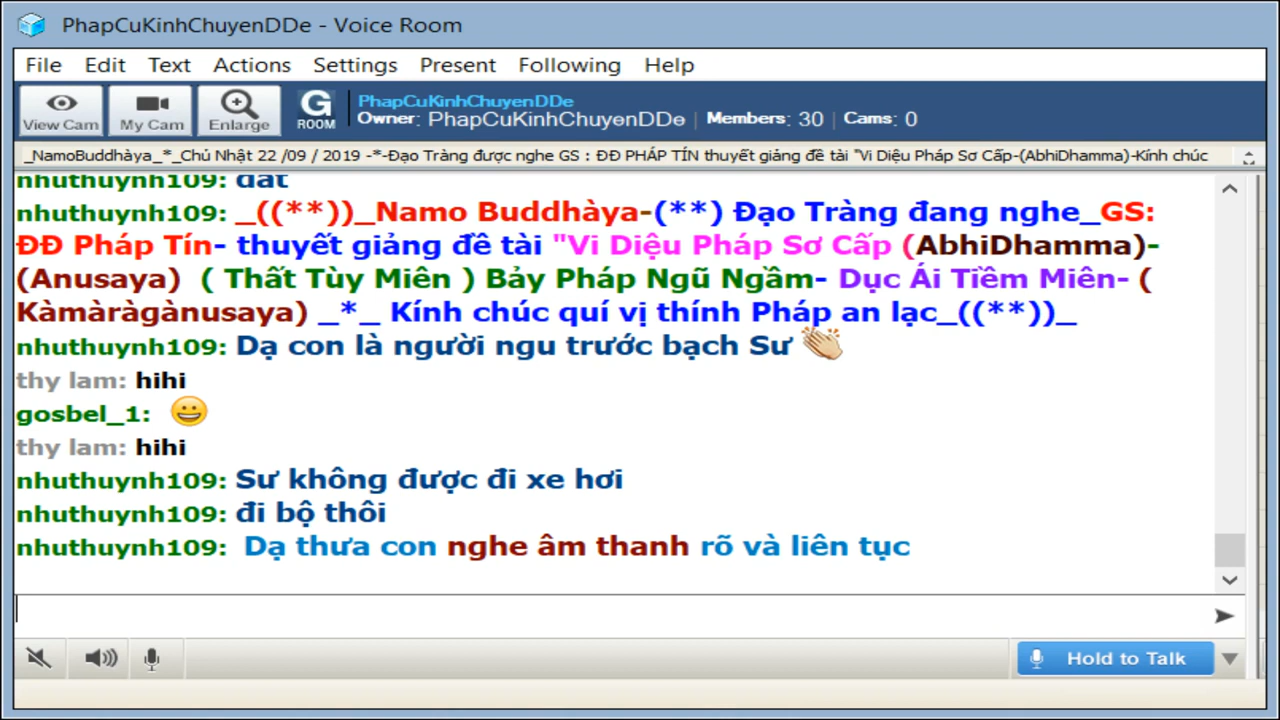 PhapCuKinhChuyenDDe - Voice Room
File Edit Text Actions Settings Present Following Help
View Cam My Cam Enlarge G ROOM
PhapCuKinhChuyenDDe
Owner: PhapCuKinhChuyenDDe | Members: 30 | Cams: 0
_NamoBuddhàya_*_Chủ Nhật 22 /09 / 2019 -*-Đạo Tràng được nghe GS : ĐĐ PHÁP TÍN thuyết giảng đề tài "Vi Diệu Pháp Sơ Cấp-(AbhiDhamma)-Kính chúc
nhuthuynh109: dat
nhuthuynh109: _((**))_Namo Buddhàya-(**) Đạo Tràng đang nghe_GS:
ĐĐ Pháp Tín- thuyết giảng đề tài "Vi Diệu Pháp Sơ Cấp (AbhiDhamma)-
(Anusaya) ( Thất Tùy Miên ) Bảy Pháp Ngũ Ngầm- Dục Ái Tiềm Miên- (
Kàmàràgànusaya) _*_ Kính chúc quí vị thính Pháp an lạc_((**))_
nhuthuynh109: Dạ con là người ngu trước bạch Sư
thy lam: hihi
gosbel_1:
thy lam: hihi
nhuthuynh109: Sư không được đi xe hơi
nhuthuynh109: đi bộ thôi
nhuthuynh109: Dạ thưa con nghe âm thanh rõ và liên tục
Hold to Talk